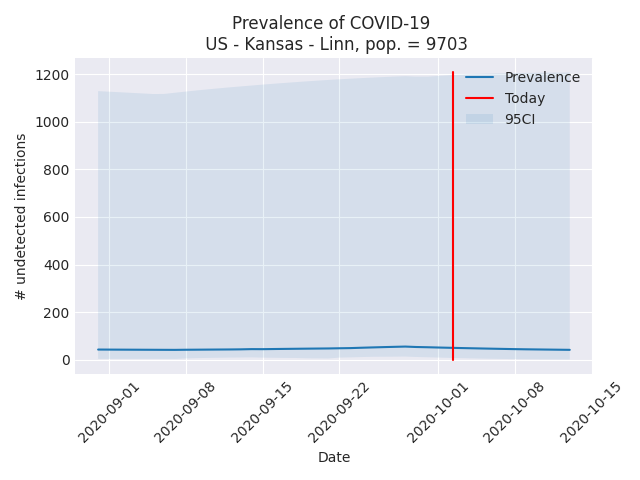 Prevalence of COVID-19
US - Kansas - Linn, pop. = 9703
1200
1000
800
600
400
200
0
# undetected infections
Prevalence
Today
95CI
2020-09-01
2020-09-08
2020-09-15
2020-09-22
2020-10-01
2020-10-08
2020-10-15
Date